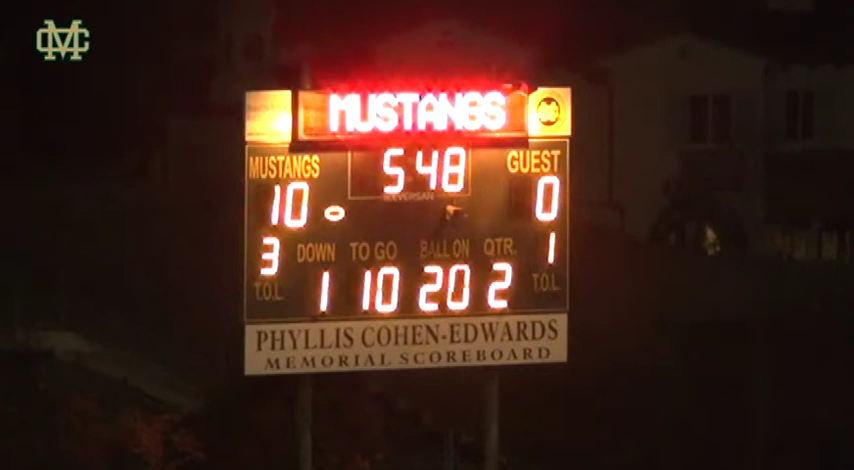 MC
MUSTANGS
MUSTANGS 5 48 GUEST
10 0
3 DOWN TO GO BALL ON QTR. 1
T.O.L. 1 10 20 2 T.O.L.
PHYLLIS COHEN-EDWARDS
MEMORIAL SCOREBOARD